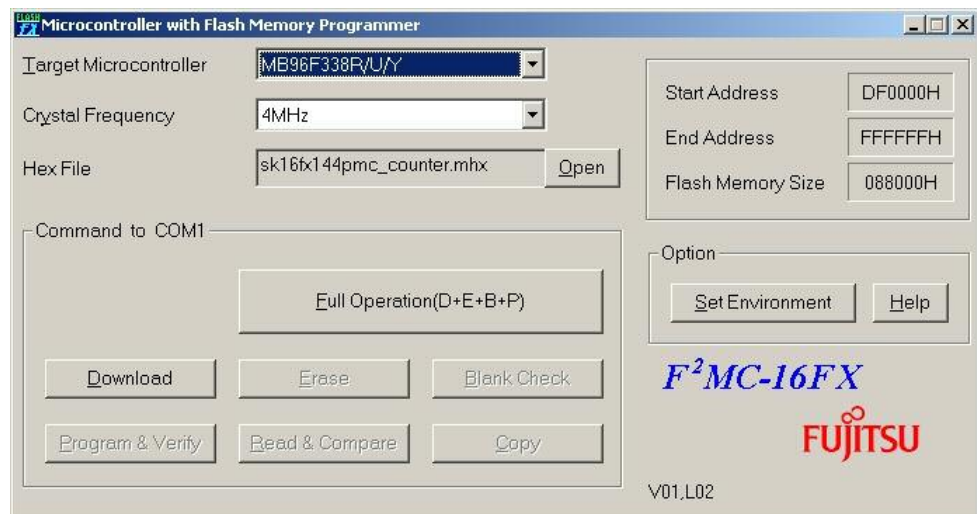 FLASH FX Microcontroller with Flash Memory Programmer
Target Microcontroller MB96F338R/U/Y
Crystal Frequency 4MHz
Hex File sk16fx144pmc_counter.mhx Open
Start Address DF0000H
End Address FFFFFFH
Flash Memory Size 088000H
Command to COM1
Full Operation(D+E+B+P)
Download Erase Blank Check
Program & Verify Read & Compare Copy
Option
Set Environment Help
F²MC-16FX
FUJITSU
V01,L02